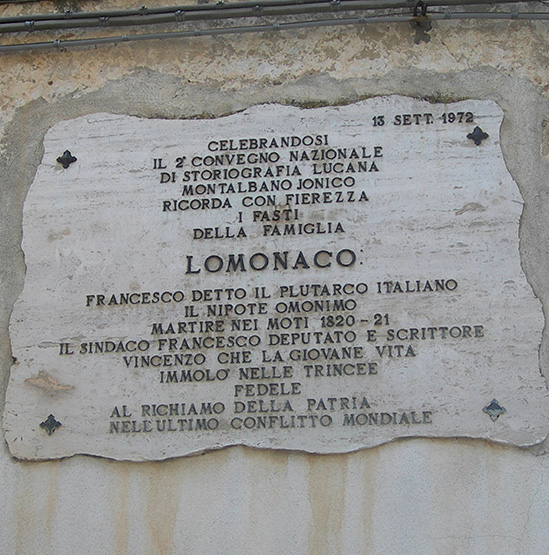 13 SETT. 1972
CELEBRANDOSI
IL 2° CONVEGNO NAZIONALE
DI STORIOGRAFIA LUCANA
MONTALBANO JONICO
RICORDA CON FIEREZZA
I FASTI
DELLA FAMIGLIA
LOMONACO
FRANCESCO DETTO IL PLUTARCO ITALIANO
IL NIPOTE OMONIMO
MARTIRE NEI MOTI 1820-21
IL SINDACO FRANCESCO DEPUTATO E SCRITTORE
VINCENZO CHE LA GIOVANE VITA
IMMOLÒ NELLE TRINCEE
FEDELE
AL RICHIAMO DELLA PATRIA
NELL'ULTIMO CONFLITTO MONDIALE